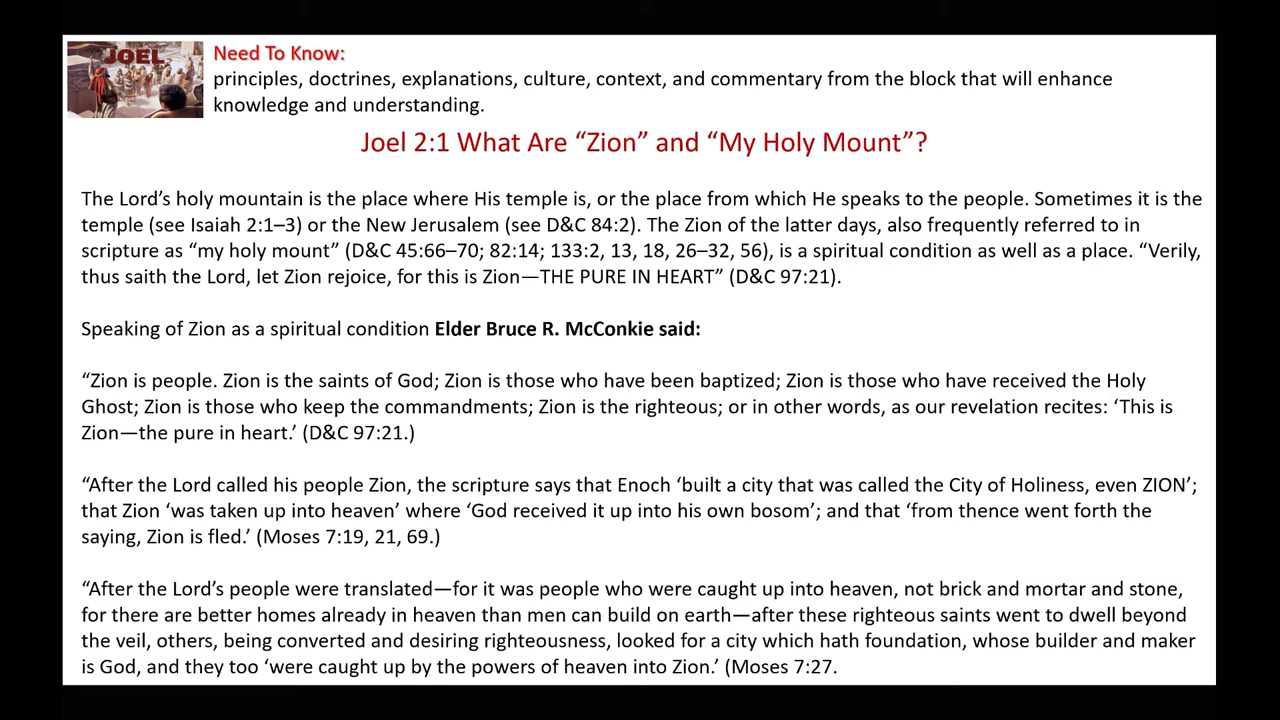 JOEL
Need To Know:
principles, doctrines, explanations, culture, context, and commentary from the block that will enhance
knowledge and understanding.
Joel 2:1 What Are “Zion” and “My Holy Mount”?
The Lord’s holy mountain is the place where His temple is, or the place from which He speaks to the people. Sometimes it is the
temple (see Isaiah 2:1–3) or the New Jerusalem (see D&C 84:2). The Zion of the latter days, also frequently referred to in
scripture as “my holy mount” (D&C 45:66–70; 82:14; 133:2, 13, 18, 26–32, 56), is a spiritual condition as well as a place. “Verily,
thus saith the Lord, let Zion rejoice, for this is Zion—THE PURE IN HEART” (D&C 97:21).
Speaking of Zion as a spiritual condition Elder Bruce R. McConkie said:
“Zion is people. Zion is the saints of God; Zion is those who have been baptized; Zion is those who have received the Holy
Ghost; Zion is those who keep the commandments; Zion is the righteous; or in other words, as our revelation recites: ‘This is
Zion—the pure in heart.’ (D&C 97:21.)
“After the Lord called his people Zion, the scripture says that Enoch ‘built a city that was called the City of Holiness, even ZION’;
that Zion ‘was taken up into heaven’ where ‘God received it up into his own bosom’; and that ‘from thence went forth the
saying, Zion is fled.’ (Moses 7:19, 21, 69.)
“After the Lord’s people were translated—for it was people who were caught up into heaven, not brick and mortar and stone,
for there are better homes already in heaven than men can build on earth—after these righteous saints went to dwell beyond
the veil, others, being converted and desiring righteousness, looked for a city which hath foundation, whose builder and maker
is God, and they too ‘were caught up by the powers of heaven into Zion.’ (Moses 7:27.